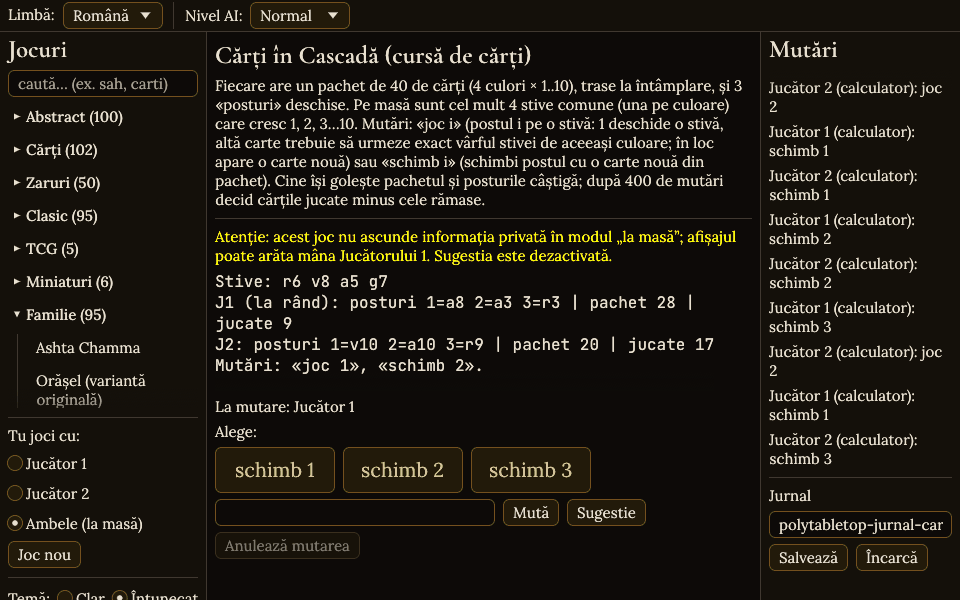 Limbă: Română Nivel AI: Normal
Jocuri
caută... (ex. sah, carti)
Abstract (100)
Cărți (102)
Zaruri (50)
Clasic (95)
TCG (5)
Miniaturi (6)
Familie (95)
Ashta Chamma
Orășel (variantă
originală)
Tu joci cu:
Jucător 1
Jucător 2
Ambele (la masă)
Joc nou
Temă: Clar Întunecat
Cărți în Cascadă (cursă de cărți)
Fiecare are un pachet de 40 de cărți (4 culori × 1..10), trase la întâmplare, și 3
«posturi» deschise. Pe masă sunt cel mult 4 stive comune (una pe culoare)
care cresc 1, 2, 3...10. Mutări: «joc i» (postul i pe o stivă: 1 deschide o stivă,
altă carte trebuie să urmeze exact vârful stivei de aceeași culoare; în loc
apare o carte nouă) sau «schimb i» (schimbi postul cu o carte nouă din
pachet). Cine își golește pachetul și posturile câștigă; după 400 de mutări
decid cărțile jucate minus cele rămase.
Atenție: acest joc nu ascunde informația privată în modul „la masă”; afișajul
poate arăta mâna Jucătorului 1. Sugestia este dezactivată.
Stive: r6 v8 a5 g7
J1 (la rând): posturi 1=a8 2=a3 3=r3 | pachet 28 |
jucate 9
J2: posturi 1=v10 2=a10 3=r9 | pachet 20 | jucate 17
Mutări: «joc 1», «schimb 2».
La mutare: Jucător 1
Alege:
schimb 1 schimb 2 schimb 3
Mută Sugestie
Anulează mutarea
Mutări
Jucător 2 (calculator): joc
2
Jucător 1 (calculator):
schimb 1
Jucător 2 (calculator):
schimb 1
Jucător 1 (calculator):
schimb 2
Jucător 2 (calculator):
schimb 2
Jucător 1 (calculator):
schimb 3
Jucător 2 (calculator): joc
2
Jucător 1 (calculator):
schimb 1
Jucător 2 (calculator):
schimb 3
Jurnal
polytabletop-jurnal-car
Salvează Încarcă